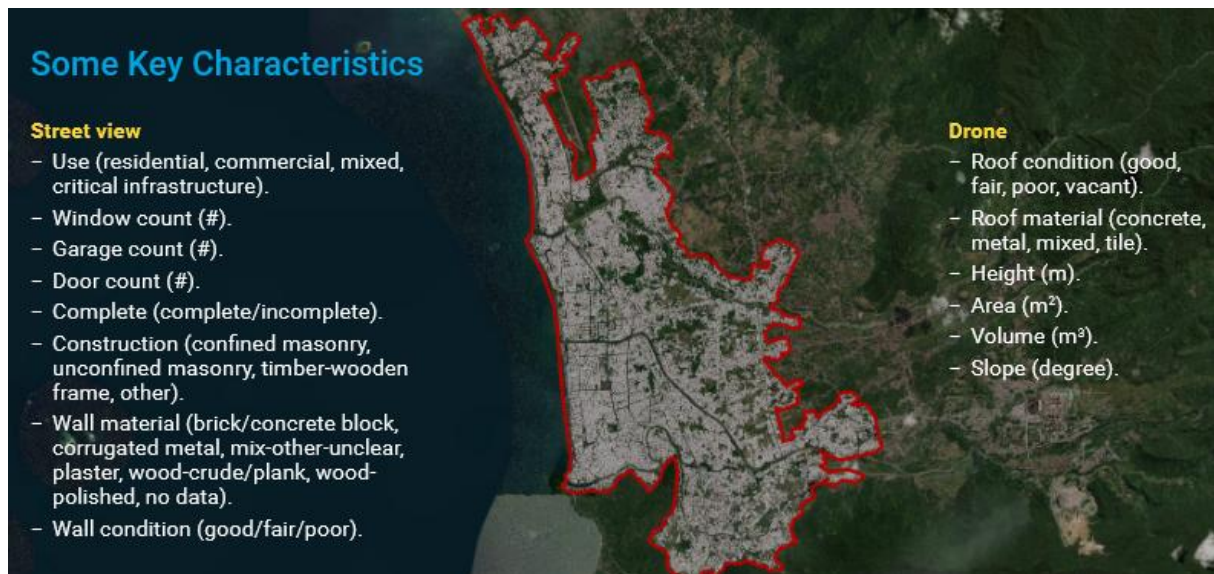 Some Key Characteristics
Street view
– Use (residential, commercial, mixed,
critical infrastructure).
– Window count (#).
– Garage count (#).
– Door count (#).
– Complete (complete/incomplete).
– Construction (confined masonry,
unconfined masonry, timber-wooden
frame, other).
– Wall material (brick/concrete block,
corrugated metal, mix-other-unclear,
plaster, wood-crude/plank, wood-
polished, no data).
– Wall condition (good/fair/poor).
Drone
– Roof condition (good,
fair, poor, vacant).
– Roof material (concrete,
metal, mixed, tile).
– Height (m).
– Area (m²).
– Volume (m³).
– Slope (degree).